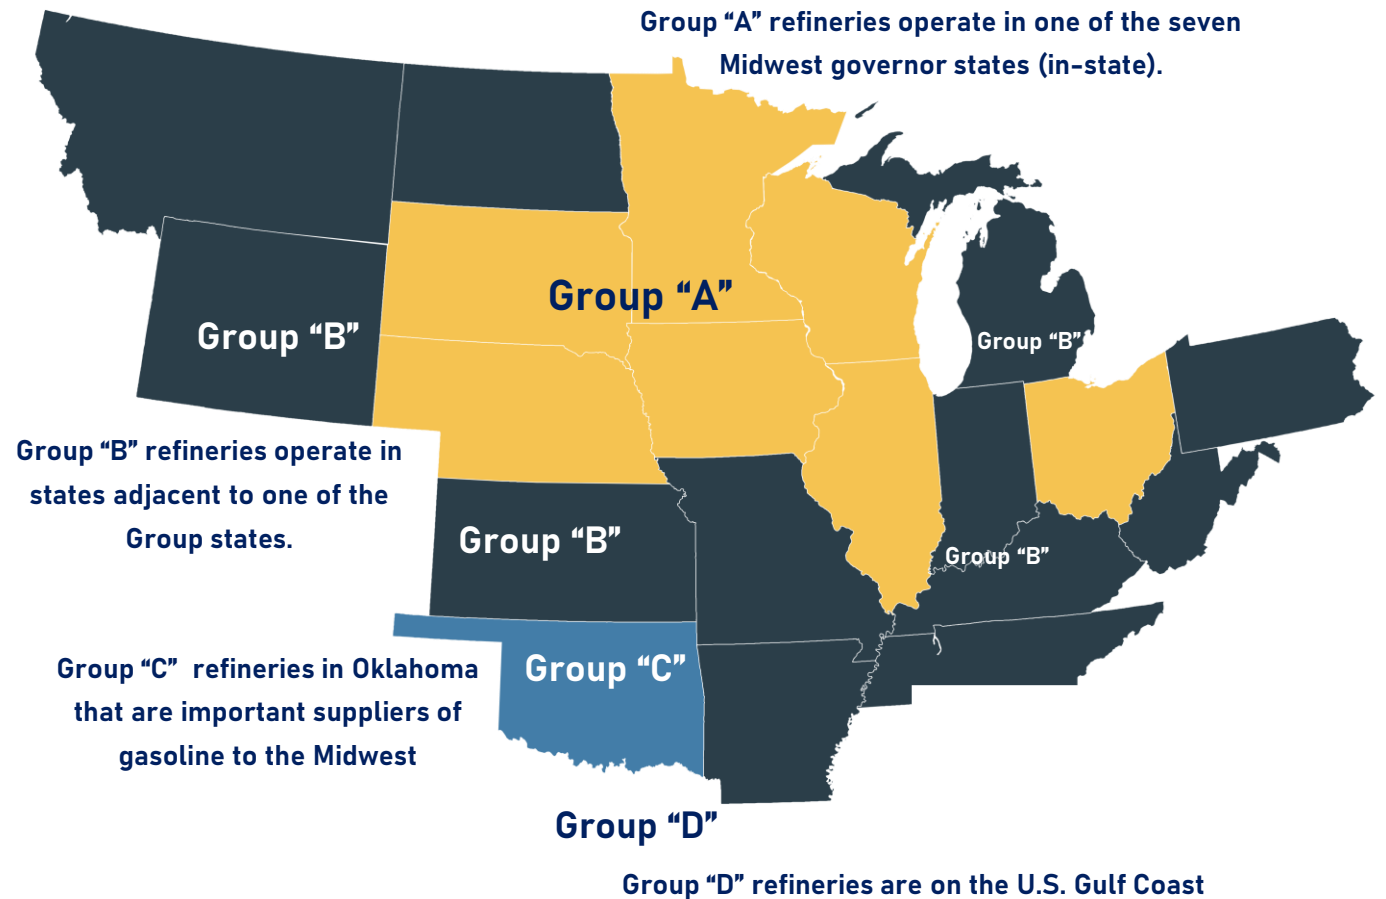 Group “A” refineries operate in one of the seven
Midwest governor states (in-state).
Group “A”
Group “B”
Group “B”
Group “B” refineries operate in
states adjacent to one of the
Group states.
Group “B”
Group “B”
Group “C”  refineries in Oklahoma
that are important suppliers of
gasoline to the Midwest
Group “C”
Group “D”
Group “D” refineries are on the U.S. Gulf Coast